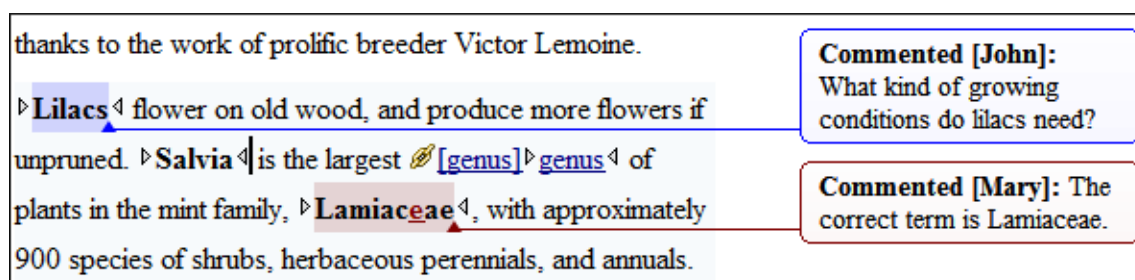 thanks to the work of prolific breeder Victor Lemoine.
Lilacs flower on old wood, and produce more flowers if
unpruned. Salvia is the largest [genus] genus of
plants in the mint family, Lamiaceae, with approximately
900 species of shrubs, herbaceous perennials, and annuals.
Commented [John]:
What kind of growing
conditions do lilacs need?
Commented [Mary]: The
correct term is Lamiaceae.